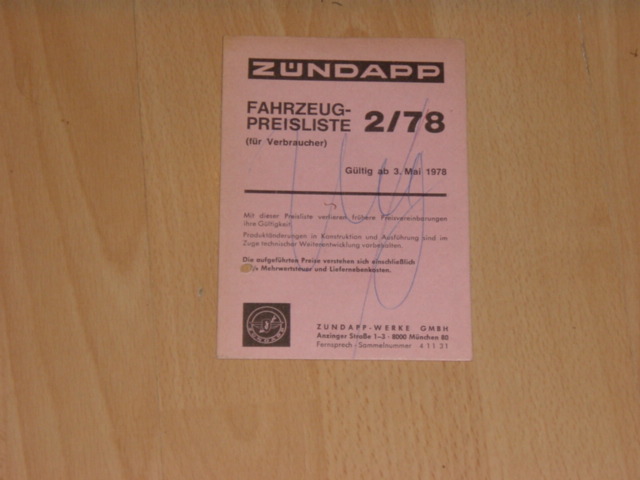 ZÜNDAPP
FAHRZEUG-
PREISLISTE 2/78
(für Verbraucher)
Gültig ab 3. Mai 1978
Mit dieser Preisliste verlieren frühere Preisvereinbarungen
ihre Gültigkeit.
Produktänderungen in Konstruktion und Ausführung sind im
Zuge technischer Weiterentwicklung vorbehalten.
Die aufgeführten Preise verstehen sich einschließlich
% Mehrwertsteuer und Liefernebenkosten.
ZÜNDAPP
ZÜNDAPP-WERKE GMBH
Anzinger Straße 1-3 · 8000 München 80
Fernsprech-Sammelnummer 4 11 31